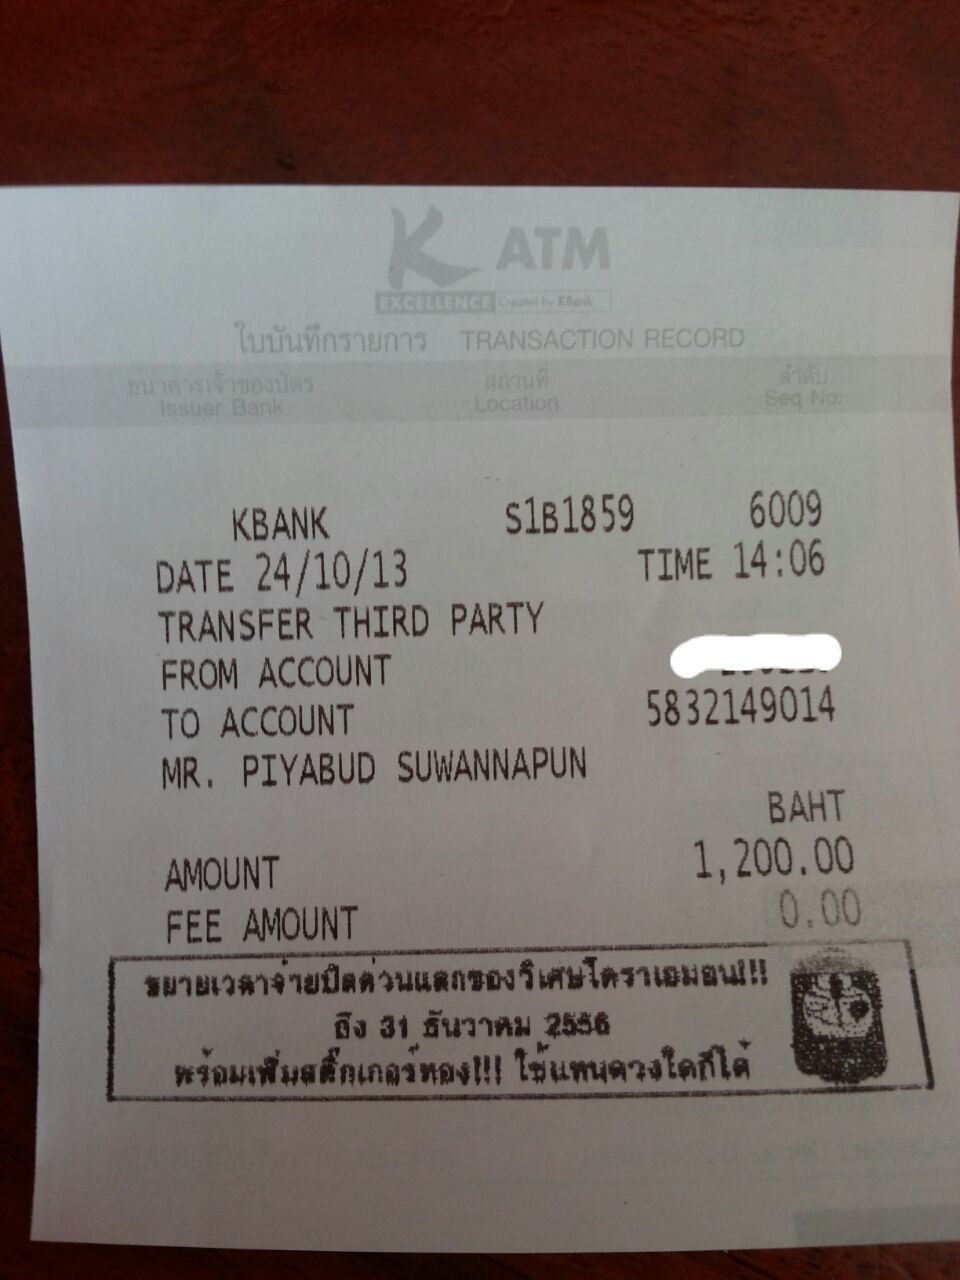 K ATM
EXCELLENCE Created by KBank
ใบบันทึกรายการ TRANSACTION RECORD
ธนาคารเจ้าของบัตร สถานที่ ลำดับ
Issuer Bank Location Seq No.
KBANK S1B1859 6009
DATE 24/10/13 TIME 14:06
TRANSFER THIRD PARTY
FROM ACCOUNT
TO ACCOUNT 5832149014
MR. PIYABUD SUWANNAPUN
BAHT
AMOUNT 1,200.00
FEE AMOUNT 0.00
ขยายเวลาจ่ายปิดด่วนแลกของวิเศษโดราเอมอน!!!
ถึง 31 ธันวาคม 2556
พร้อมเพิ่มสติ๊กเกอร์ทอง!!! ใช้แทนดวงใดก็ได้